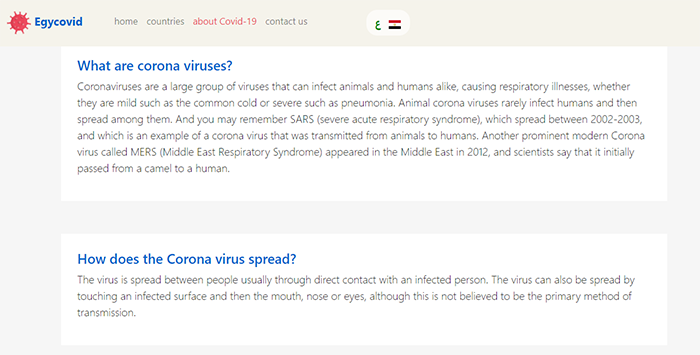 Egycovid home countries about Covid-19 contact us ع
What are corona viruses?
Coronaviruses are a large group of viruses that can infect animals and humans alike, causing respiratory illnesses, whether
they are mild such as the common cold or severe such as pneumonia. Animal corona viruses rarely infect humans and then
spread among them. And you may remember SARS (severe acute respiratory syndrome), which spread between 2002-2003,
and which is an example of a corona virus that was transmitted from animals to humans. Another prominent modern Corona
virus called MERS (Middle East Respiratory Syndrome) appeared in the Middle East in 2012, and scientists say that it initially
passed from a camel to a human.
How does the Corona virus spread?
The virus is spread between people usually through direct contact with an infected person. The virus can also be spread by
touching an infected surface and then the mouth, nose or eyes, although this is not believed to be the primary method of
transmission.